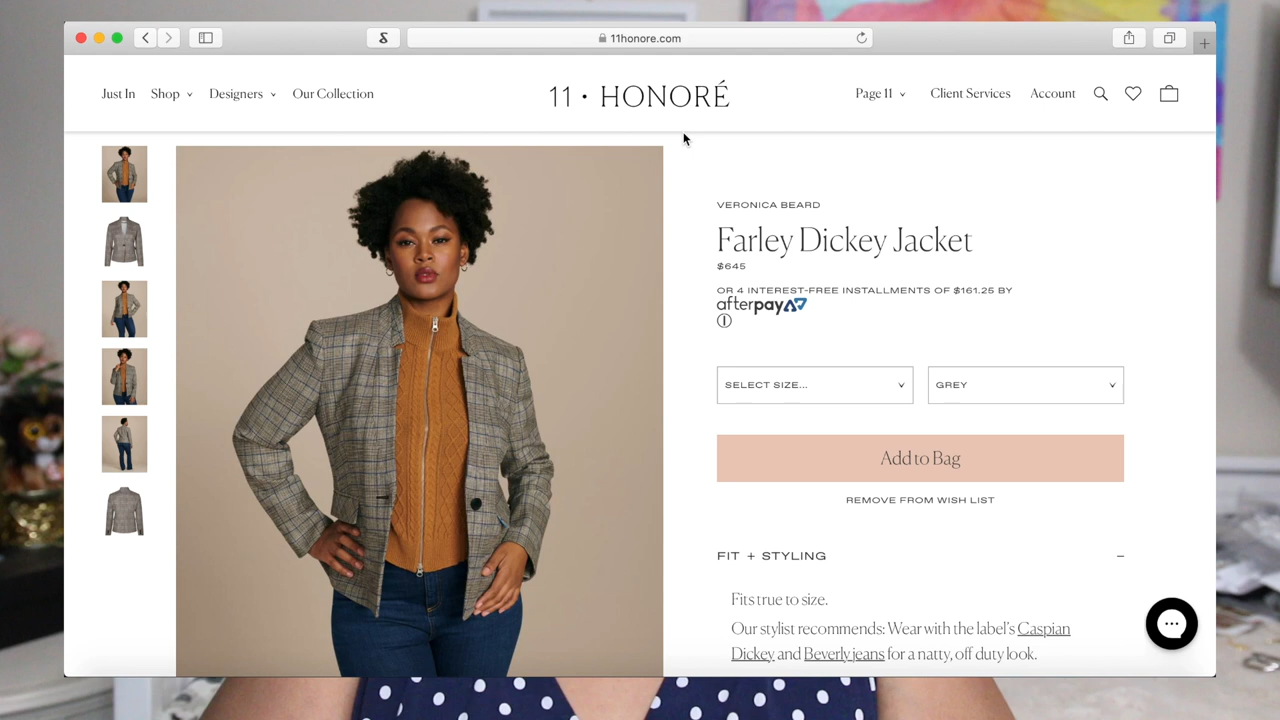 11honore.com
Just In
Shop
Designers
Our Collection
11 • HONORÉ
Page 11
Client Services
Account
VERONICA BEARD
Farley Dickey Jacket
$645
OR 4 INTEREST-FREE INSTALLMENTS OF $161.25 BY
afterpay
SELECT SIZE...
GREY
Add to Bag
REMOVE FROM WISH LIST
FIT + STYLING
Fits true to size.
Our stylist recommends: Wear with the label's Caspian
Dickey and Beverly jeans for a natty, off duty look.